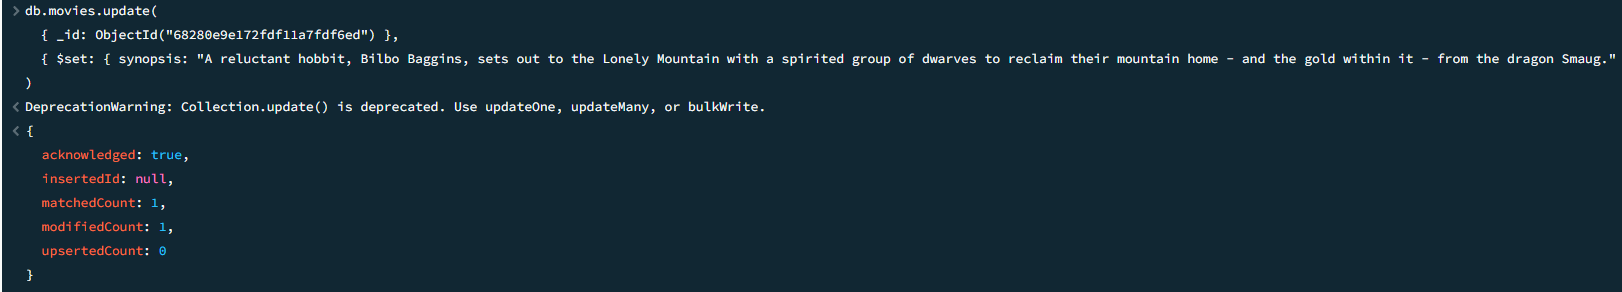 > db.movies.update(
{ _id: ObjectId("68280e9e172fdf11a7fdf6ed") },
{ $set: { synopsis: "A reluctant hobbit, Bilbo Baggins, sets out to the Lonely Mountain with a spirited group of dwarves to reclaim their mountain home - and the gold within it - from the dragon Smaug."
)
< DeprecationWarning: Collection.update() is deprecated. Use updateOne, updateMany, or bulkWrite.
< {
acknowledged: true,
insertedId: null,
matchedCount: 1,
modifiedCount: 1,
upsertedCount: 0
}